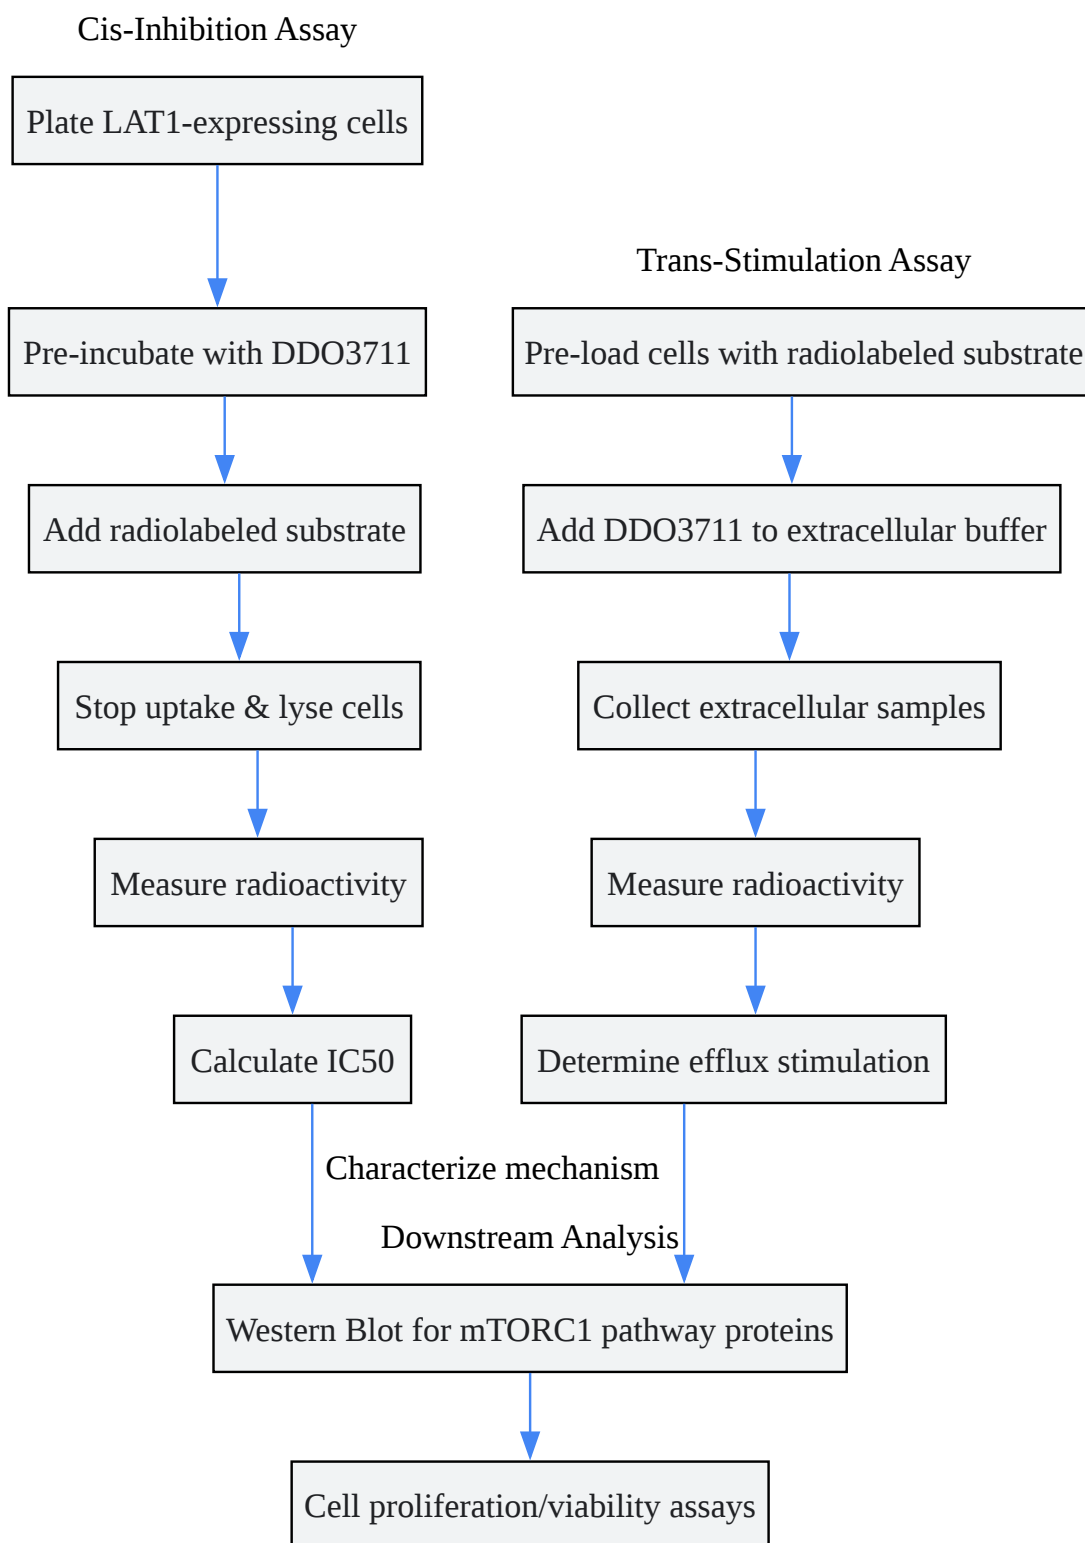 Cis-Inhibition Assay
Plate LAT1-expressing cells
Pre-incubate with DDO3711
Add radiolabeled substrate
Stop uptake & lyse cells
Measure radioactivity
Calculate IC50
Trans-Stimulation Assay
Pre-load cells with radiolabeled substrate
Add DDO3711 to extracellular buffer
Collect extracellular samples
Measure radioactivity
Determine efflux stimulation
Characterize mechanism
Downstream Analysis
Western Blot for mTORC1 pathway proteins
Cell proliferation/viability assays